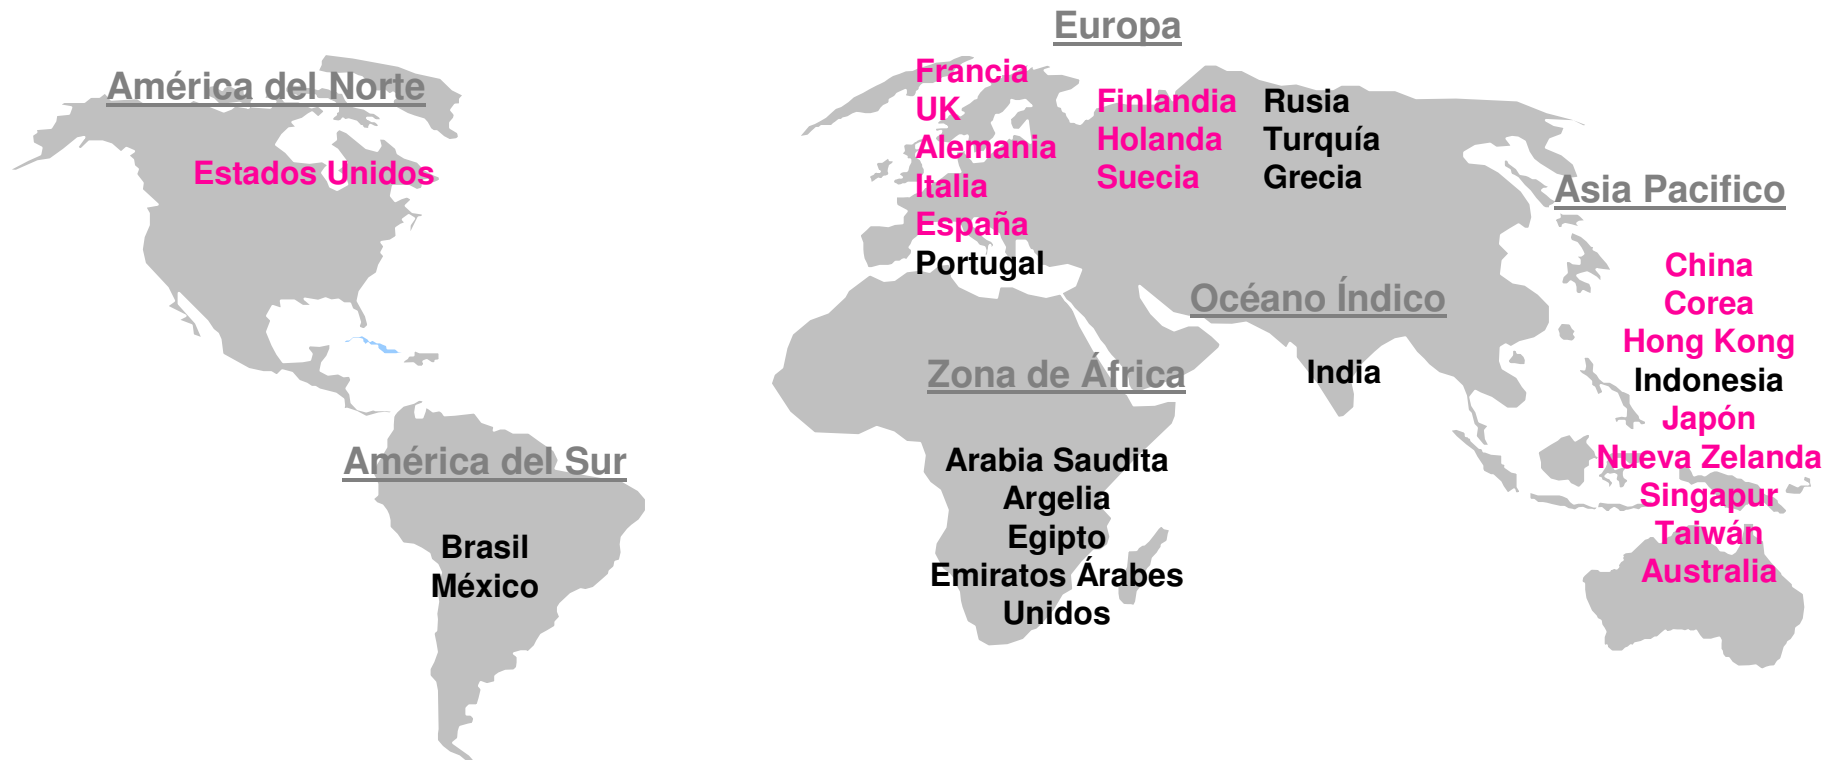 Europa
América del Norte
Estados Unidos
Francia
UK
Alemania
Italia
España
Portugal
Finlandia
Holanda
Suecia
Rusia
Turquía
Grecia
Asia Pacifico
China
Corea
Hong Kong
Indonesia
Japón
Nueva Zelanda
Singapur
Taiwán
Australia
Océano Índico
India
Zona de África
Arabia Saudita
Argelia
Egipto
Emiratos Árabes
Unidos
América del Sur
Brasil
México